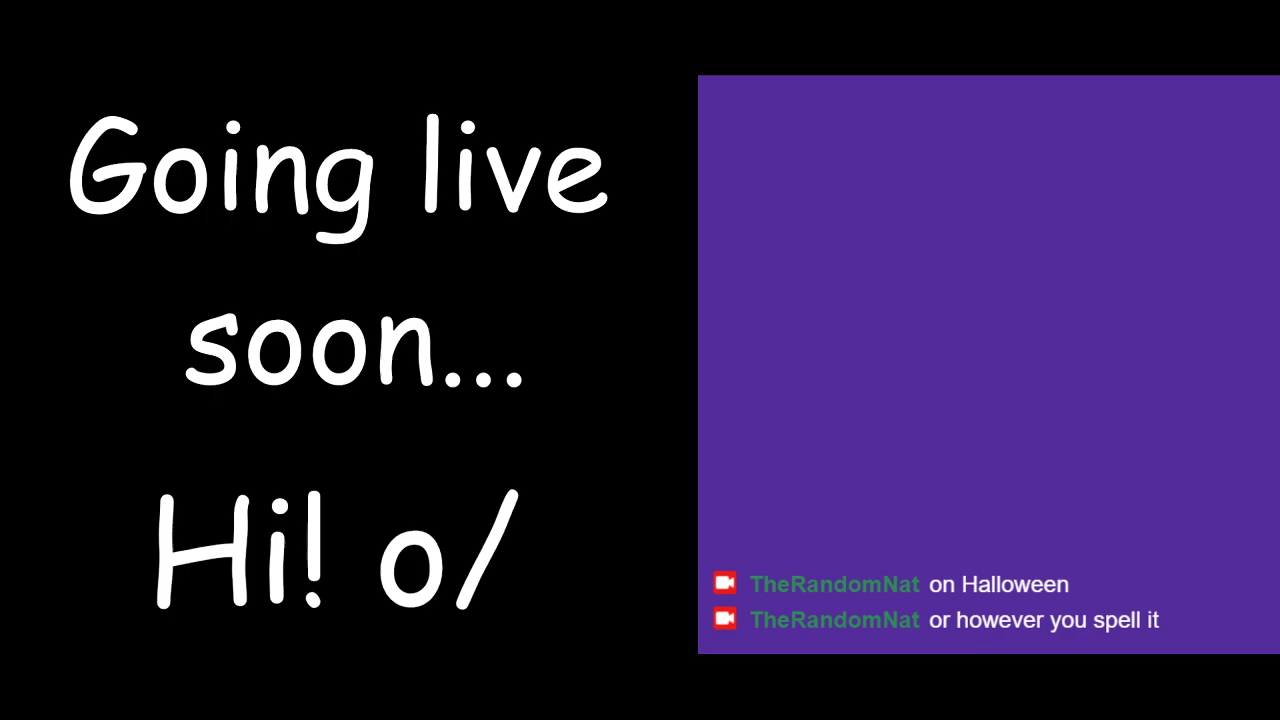 Going live
soon...
Hi! o/
TheRandomNat on Halloween
TheRandomNat or however you spell it